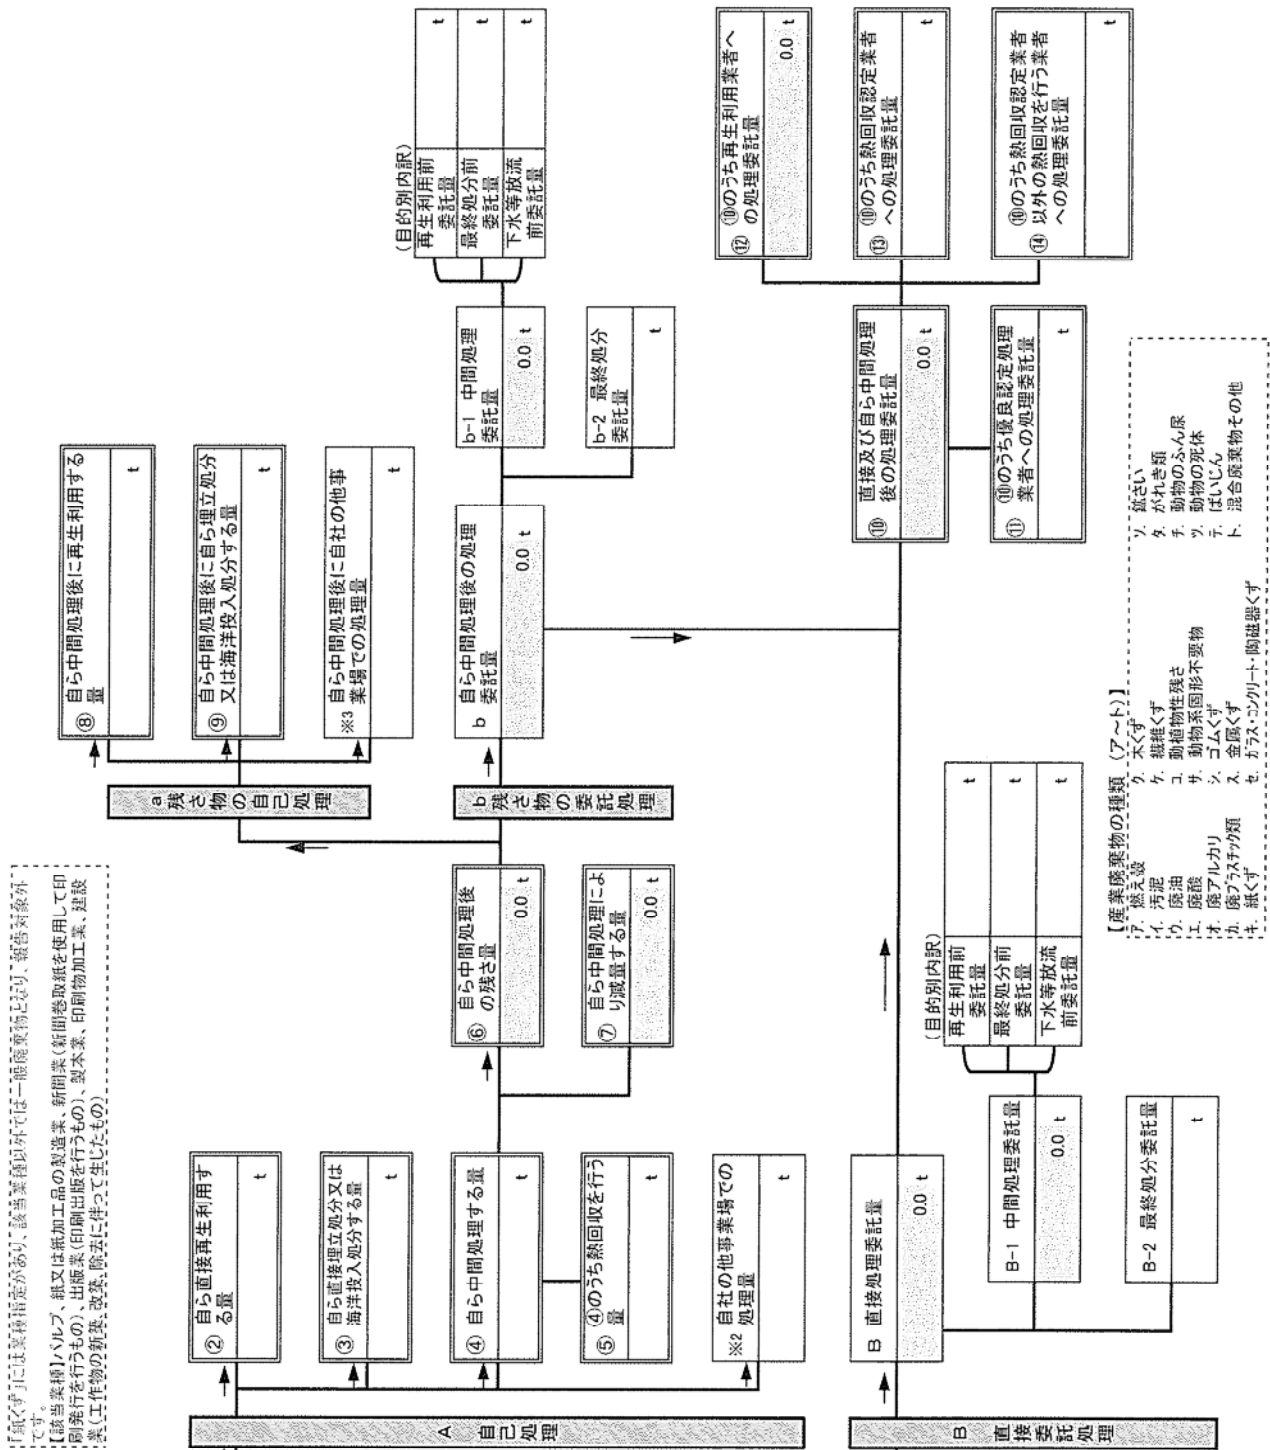 「紙くず」には業種指定があり、該当業種以外では一般廃棄物となり、報告対象外
です。
【該当業種】パルプ、紙又は紙加工品の製造業、新聞業(新聞巻取紙を使用して印
刷発行を行うもの)、出版業(印刷出版を行うもの)、製本業、印刷物加工業、建設
業(工作物の新築、改築、除去に伴って生じたもの)
A 自己処理
② 自ら直接再生利用す
る量
t
③ 自ら直接埋立処分又は
海洋投入処分する量
t
④ 自ら中間処理する量
t
⑤ ④のうち熱回収を行う
量
t
※2 自社の他事業場での
処理量
t
⑥ 自ら中間処理後
の残さ量
0.0 t
⑦ 自ら中間処理によ
り減量する量
0.0 t
a 残さ物の自己処理
⑧ 自ら中間処理後に再生利用する
量
t
⑨ 自ら中間処理後に自ら埋立処分
又は海洋投入処分する量
t
※3 自ら中間処理後に自社の他事
業場での処理量
t
b 残さ物の委託処理
b 自ら中間処理後の処理
委託量
0.0 t
b-1 中間処理
委託量
0.0 t
b-2 最終処分
委託量
t
(目的別内訳)
再生利用前
委託量
t
最終処分前
委託量
t
下水等放流
前委託量
t
B 直接委託処理
B 直接処理委託量
0.0 t
B-1 中間処理委託量
0.0 t
B-2 最終処分委託量
t
(目的別内訳)
再生利用前
委託量
t
最終処分前
委託量
t
下水等放流
前委託量
t
⑩ 直接及び自ら中間処理
後の処理委託量
0.0 t
⑪ ⑩のうち優良認定処理
業者への処理委託量
t
⑫ ⑩のうち再生利用業者へ
の処理委託量
0.0 t
⑬ ⑩のうち熱回収認定業者
への処理委託量
t
⑭ ⑩のうち熱回収認定業者
以外の熱回収を行う業者
への処理委託量
t
【産業廃棄物の種類 (ア～ト)】
ア. 燃え殻
イ. 汚泥
ウ. 廃油
エ. 廃酸
オ. 廃アルカリ
カ. 廃プラスチック類
キ. 紙くず
ク. 木くず
ケ. 繊維くず
コ. 動植物性残さ
サ. 動物系固形不要物
シ. ゴムくず
ス. 金属くず
セ. ガラス・コンクリート・陶磁器くず
ソ. 鉱さい
タ. がれき類
チ. 動物のふん尿
ツ. 動物の死体
テ. ばいじん
ト. 混合廃棄物その他